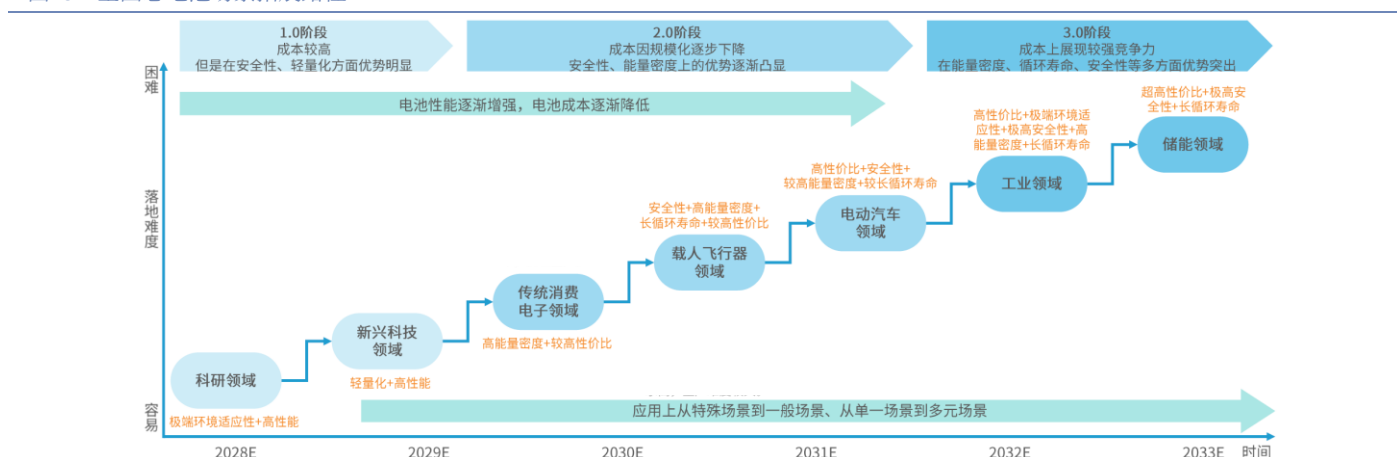 1.0阶段
成本较高
但是在安全性、轻量化方面优势明显
2.0阶段
成本因规模化逐步下降
安全性、能量密度上的优势逐渐凸显
3.0阶段
成本上展现较强竞争力
在能量密度、循环寿命、安全性等多方面优势突出
困难
电池性能逐渐增强，电池成本逐渐降低
超高性价比+极高安
全性+长循环寿命
储能领域
高性价比+极端环境适
应性+极高安全性+高
能量密度+长循环寿命
工业领域
高性价比+安全性+
较高能量密度+较长循环寿命
电动汽车
领域
落地难度
安全性+高能量密度+
长循环寿命+较高性价比
载人飞行器
领域
传统消费
电子领域
高能量密度+较高性价比
新兴科技
领域
轻量化+高性能
科研领域
极端环境适应性+高性能
容易
应用上从特殊场景到一般场景、从单一场景到多元场景
2028E
2029E
2030E
2031E
2032E
2033E
时间